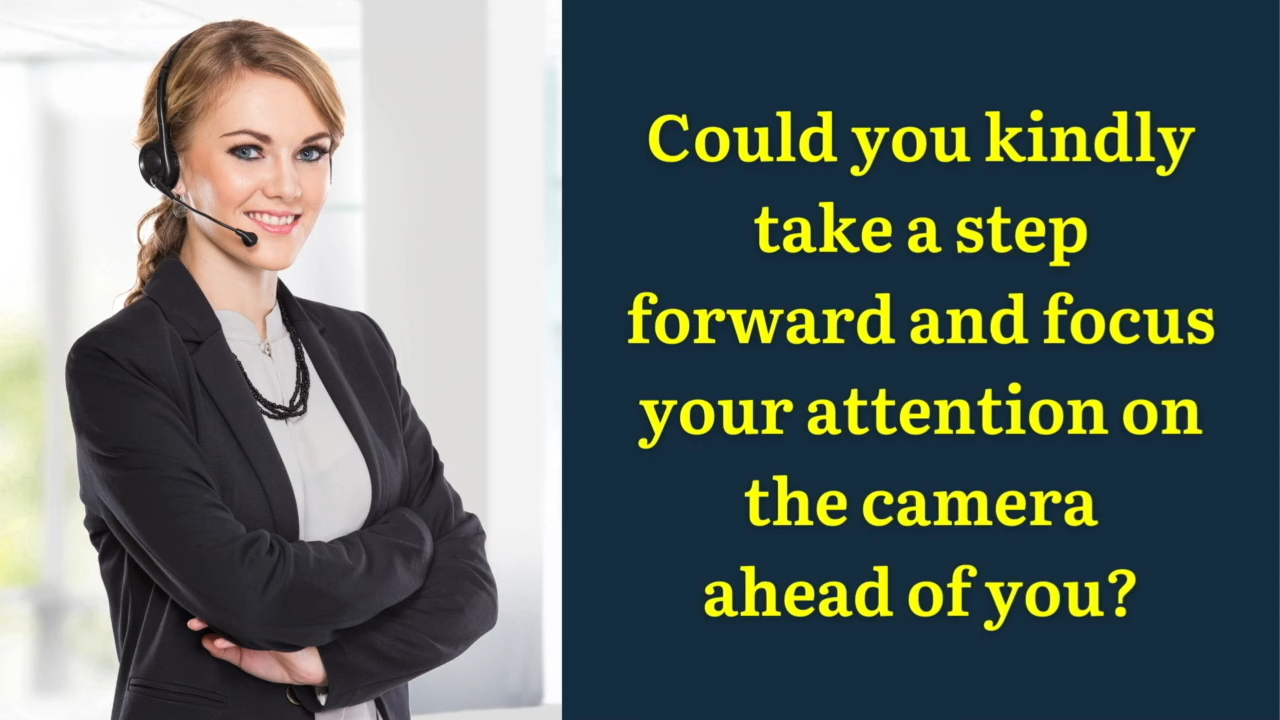 Could you kindly
take a step
forward and focus
your attention on
the camera
ahead of you?